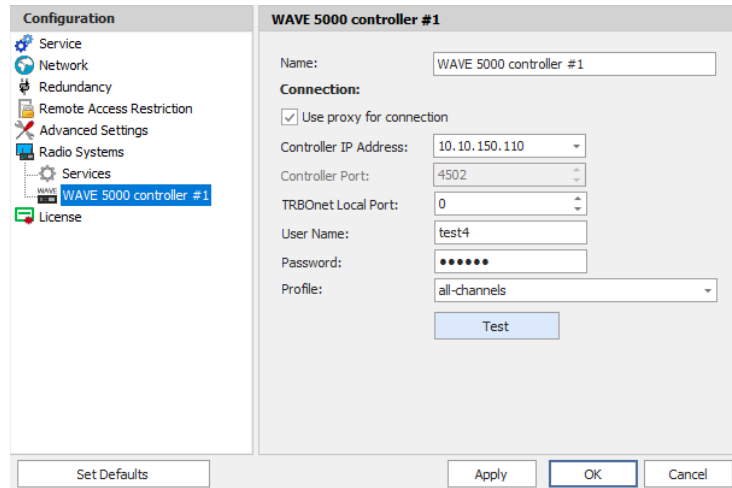 Configuration
Service
Network
Redundancy
Remote Access Restriction
Advanced Settings
Radio Systems
Services
WAVE WAVE 5000 controller #1
License
WAVE 5000 controller #1
Name: WAVE 5000 controller #1
Connection:
Use proxy for connection
Controller IP Address: 10.10.150.110
Controller Port: 4502
TRBOnet Local Port: 0
User Name: test4
Password: ●●●●●●
Profile: all-channels
Test
Set Defaults Apply OK Cancel